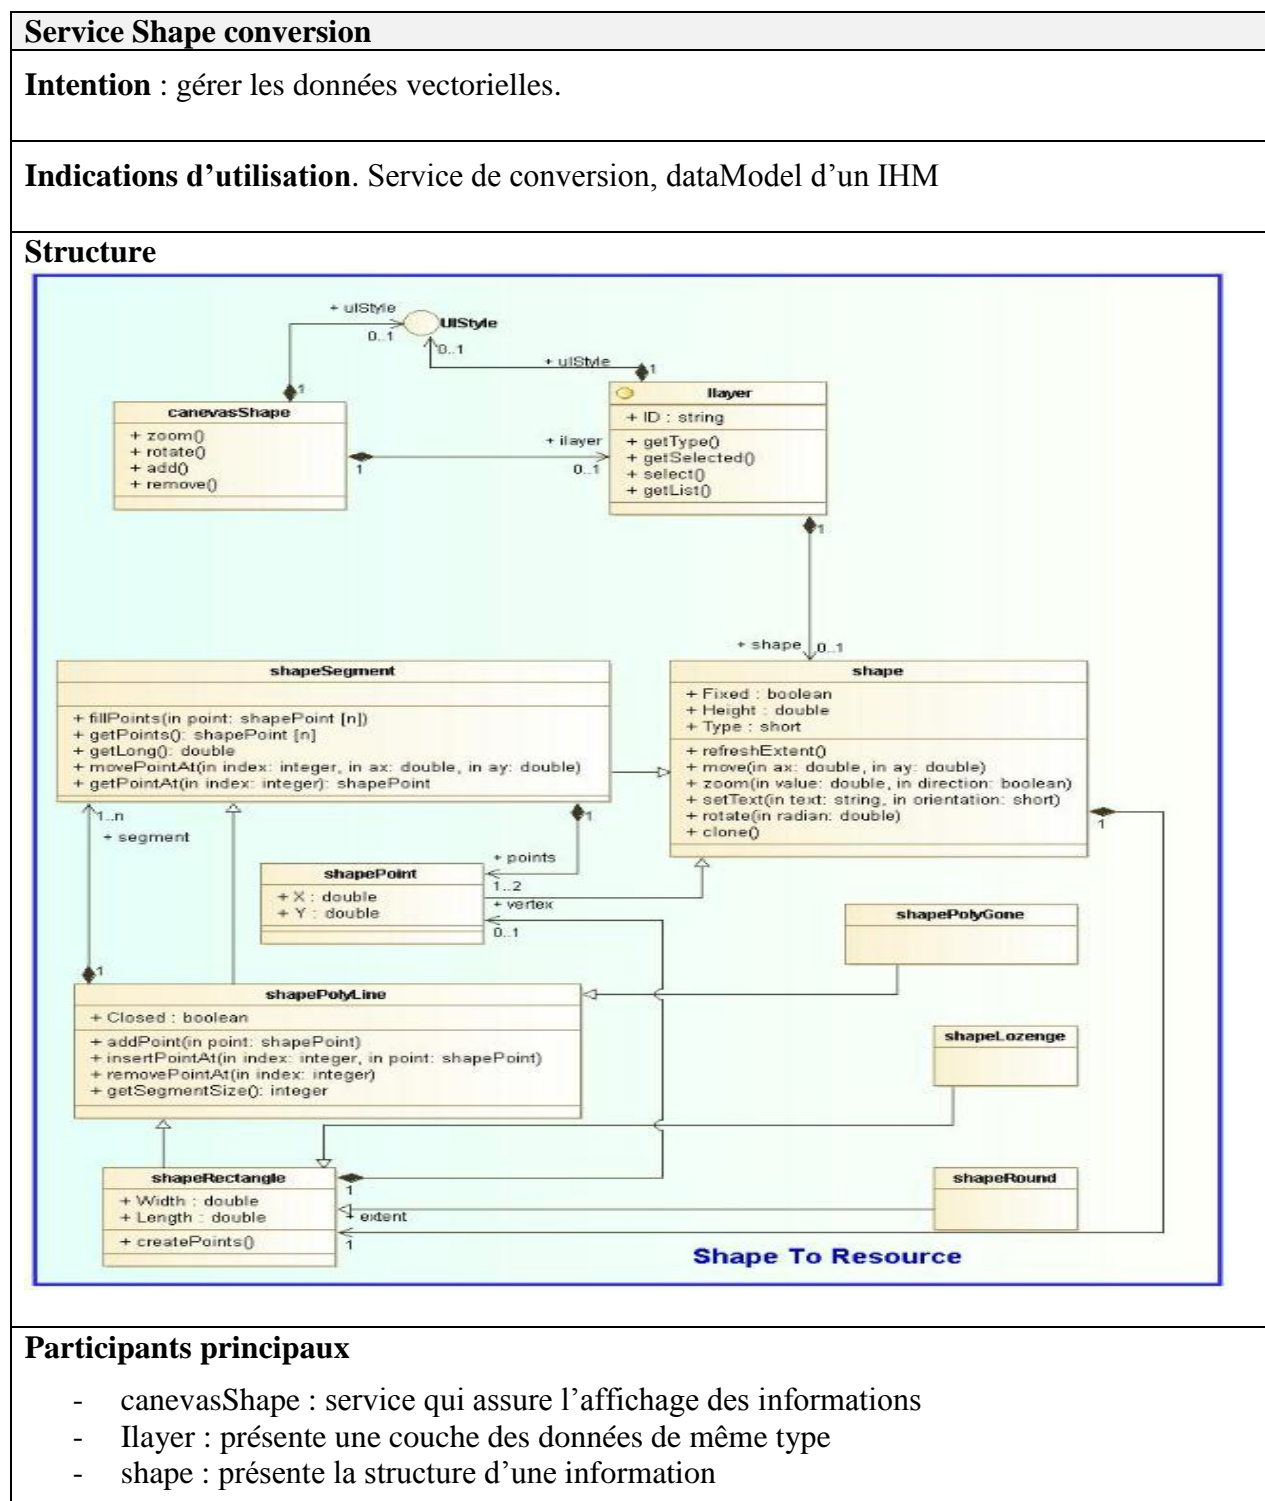 Service Shape conversion
Intention : gérer les données vectorielles.
Indications d’utilisation. Service de conversion, dataModel d’un IHM
Structure
+ uIStyle
0..1
UIStyle
0..1
+ uIStyle
1
1
canevasShape
+ zoom()
+ rotate()
+ add()
+ remove()
1
+ ilayer
0..1
Ilayer
+ ID : string
+ getType()
+ getSelected()
+ select()
+ getList()
1
+ shape
0..1
shapeSegment
+ fillPoints(in point: shapePoint [n])
+ getPoints(): shapePoint [n]
+ getLong(): double
+ movePointAt(in index: integer, in ax: double, in ay: double)
+ getPointAt(in index: integer): shapePoint
shape
+ Fixed : boolean
+ Height : double
+ Type : short
+ refreshExtent()
+ move(in ax: double, in ay: double)
+ zoom(in value: double, in direction: boolean)
+ setText(in text: string, in orientation: short)
+ rotate(in radian: double)
+ clone()
1
1..n
+ segment
1
+ points
1..2
+ vertex
0..1
shapePoint
+ X : double
+ Y : double
shapePolyGone
1
shapePolyLine
+ Closed : boolean
+ addPoint(in point: shapePoint)
+ insertPointAt(in index: integer, in point: shapePoint)
+ removePointAt(in index: integer)
+ getSegmentSize(): integer
shapeLozenge
shapeRectangle
+ Width : double
+ Length : double
+ createPoints()
1
+ extent
1
shapeRound
Shape To Resource
Participants principaux
- canevasShape : service qui assure l’affichage des informations
- Ilayer : présente une couche des données de même type
- shape : présente la structure d’une information